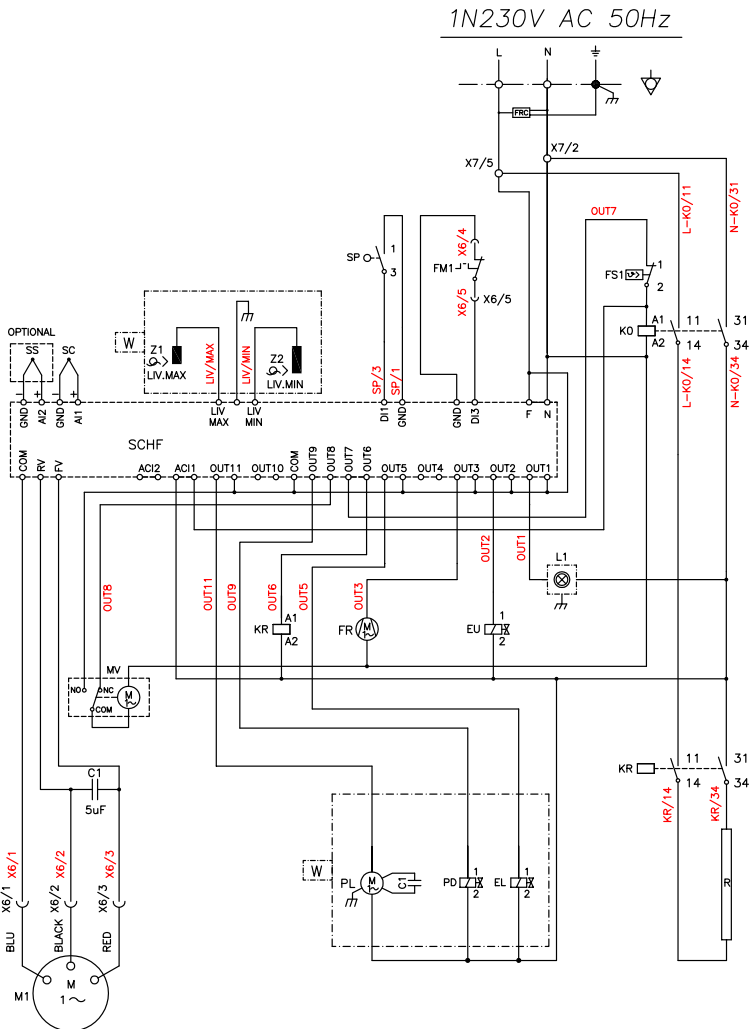 1N230V AC 50Hz
L N
FRC
X7/2
X7/5
OUT7
L-K0/11
N-K0/31
SP
1
3
X6/4
FM1
X6/5
X6/5
FS1
1
2
K0
A1
A2
11
14
31
34
L-K0/14
N-K0/34
OPTIONAL
SS
SC
W
Z1
LIV.MAX
LIV/MAX
LIV/MIN
Z2
LIV.MIN
SP/3
SP/1
- + - +
GND
AI2
GND
AI1
LIV MAX
LIV MIN
DI1
GND
GND
DI3
F
N
SCHF
COM
RV
FV
ACI2
ACI1
OUT11
OUT10
COM
OUT9
OUT8
OUT7
OUT6
OUT5
OUT4
OUT3
OUT2
OUT1
OUT8
OUT11
OUT9
OUT6
OUT5
OUT3
OUT2
OUT1
L1
KR
A1
A2
FR
M
1~
EU
1
2
MV
NO
NC
COM
M
1~
C1
5uF
KR
11
14
31
34
KR/14
KR/34
W
PL
M
1~
C1
PD
1
2
EL
1
2
R
X6/1
X6/1
X6/2
X6/2
X6/3
X6/3
BLU
BLACK
RED
M1
M
1~